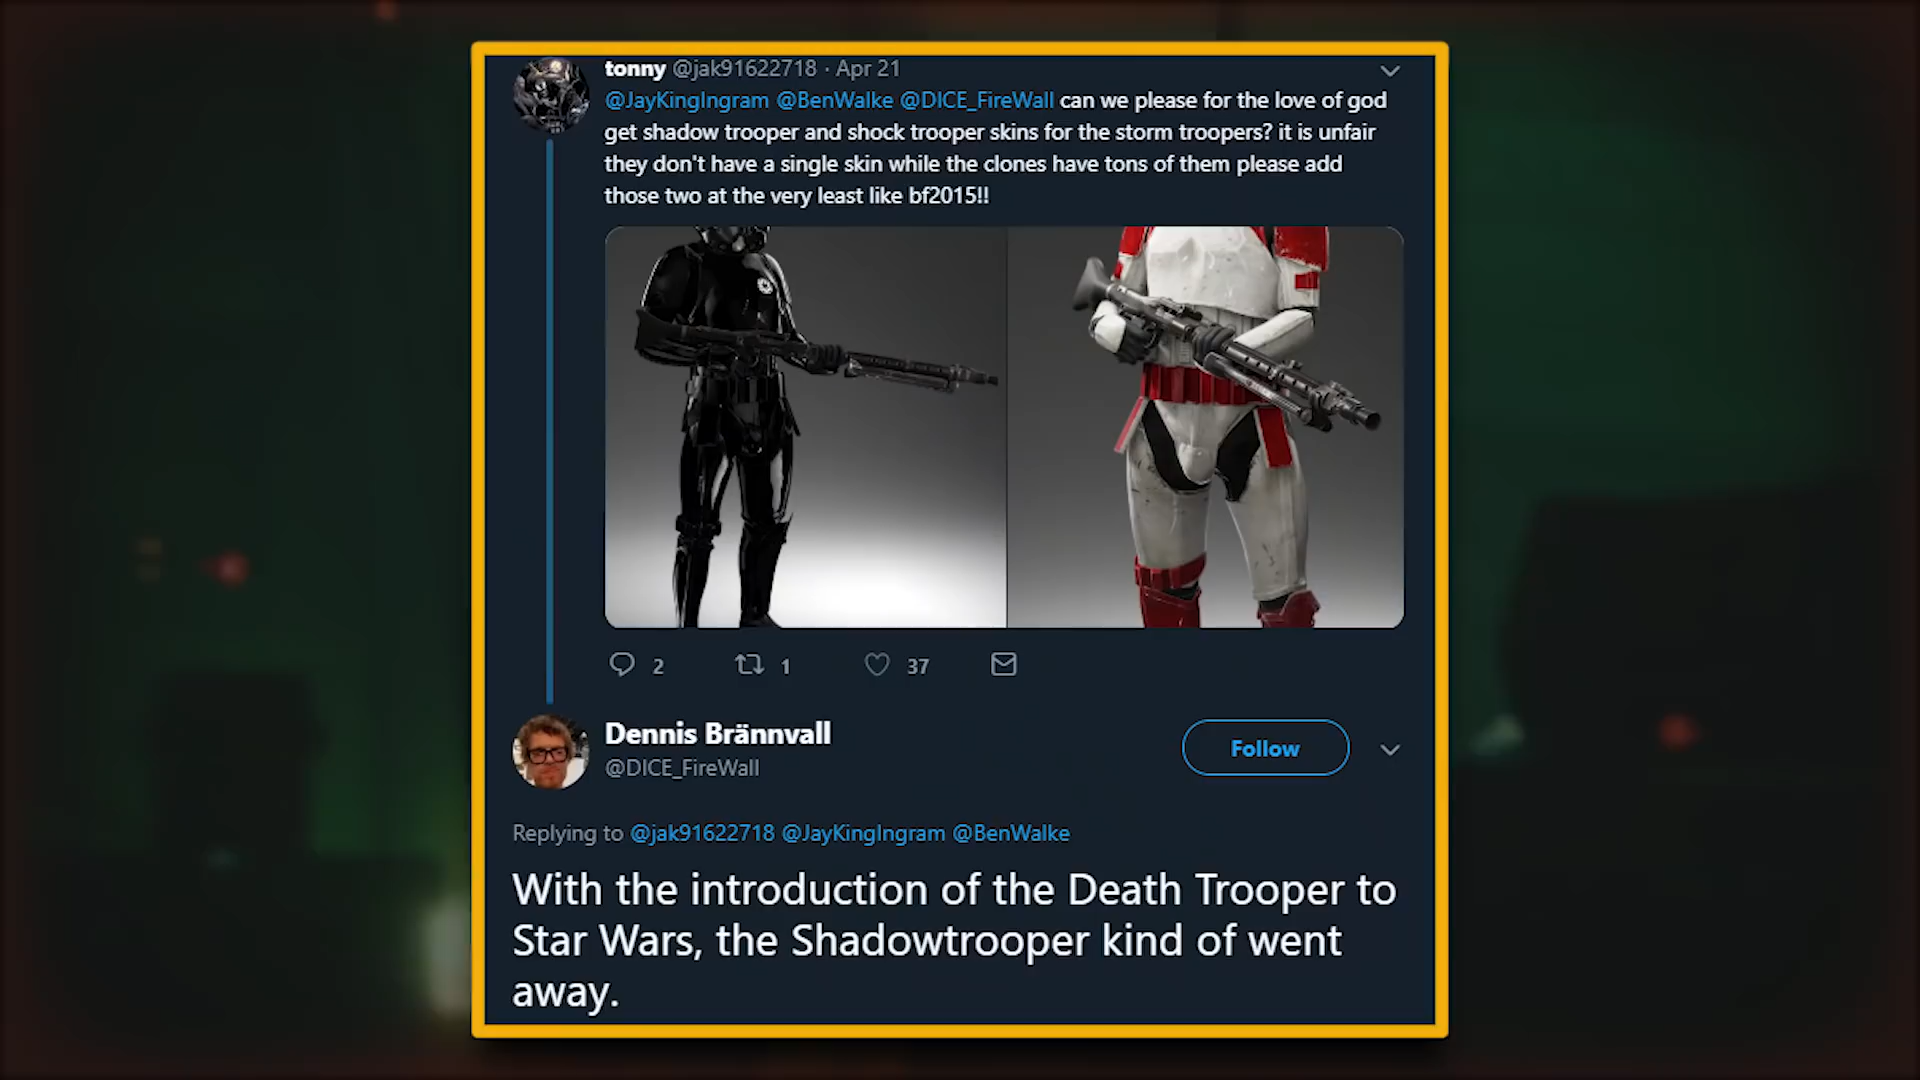 tonny @jak91622718 · Apr 21
@JayKingIngram @BenWalke @DICE_FireWall can we please for the love of god
get shadow trooper and shock trooper skins for the storm troopers? it is unfair
they don't have a single skin while the clones have tons of them please add
those two at the very least like bf2015!!
2 1 37
Dennis Brännvall
@DICE_FireWall
Follow
Replying to @jak91622718 @JayKingIngram @BenWalke
With the introduction of the Death Trooper to
Star Wars, the Shadowtrooper kind of went
away.